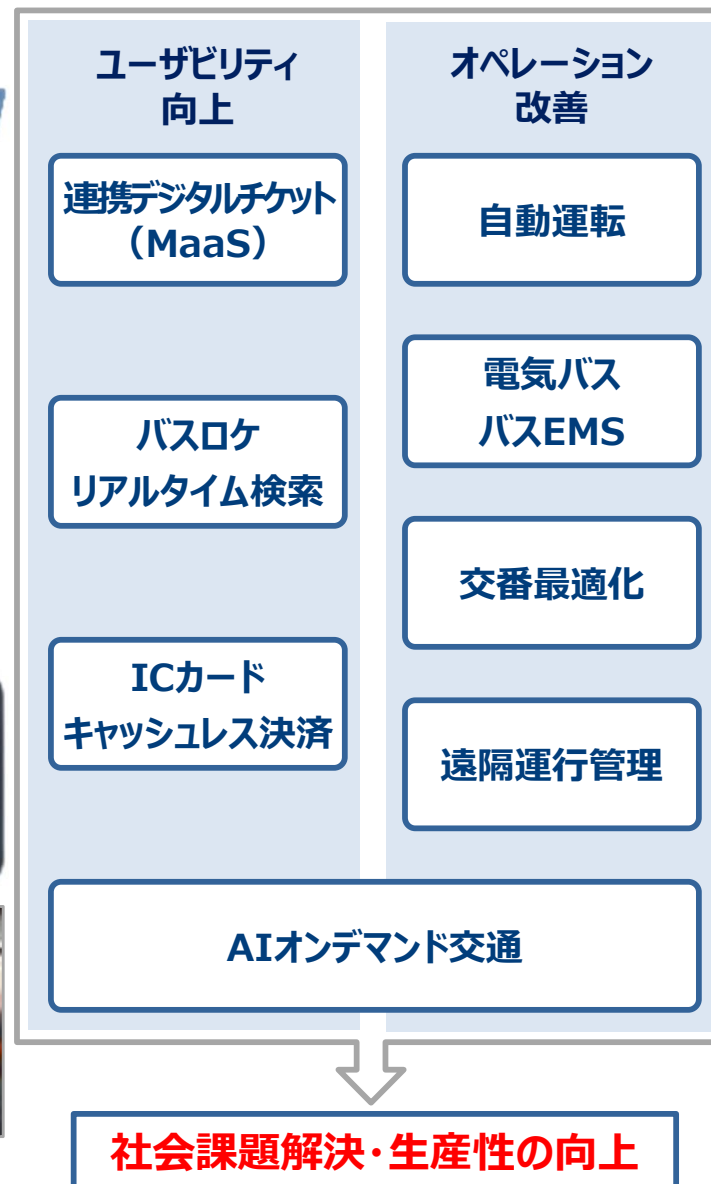 ユーザビリティ
向上
連携デジタルチケット
（MaaS）
バスロケ
リアルタイム検索
ICカード
キャッシュレス決済
オペレーション
改善
自動運転
電気バス
バスEMS
交番最適化
遠隔運行管理
AIオンデマンド交通
社会課題解決・生産性の向上